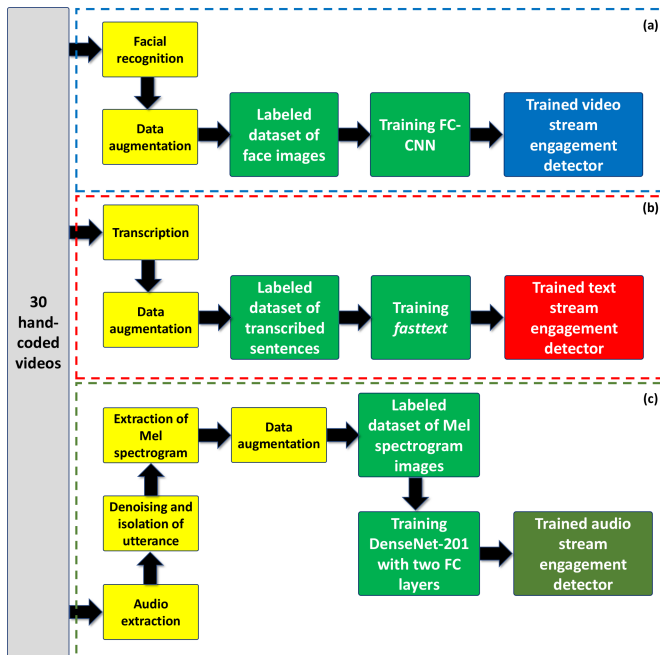 30
hand-
coded
videos
(a)
Facial
recognition
Data
augmentation
Labeled
dataset of
face images
Training FC-
CNN
Trained video
stream
engagement
detector
(b)
Transcription
Data
augmentation
Labeled
dataset of
transcribed
sentences
Training
fasttext
Trained text
stream
engagement
detector
(c)
Extraction of
Mel
spectrogram
Data
augmentation
Labeled
dataset of Mel
spectrogram
images
Denoising and
isolation of
utterance
Training
DenseNet-201
with two FC
layers
Trained audio
stream
engagement
detector
Audio
extraction